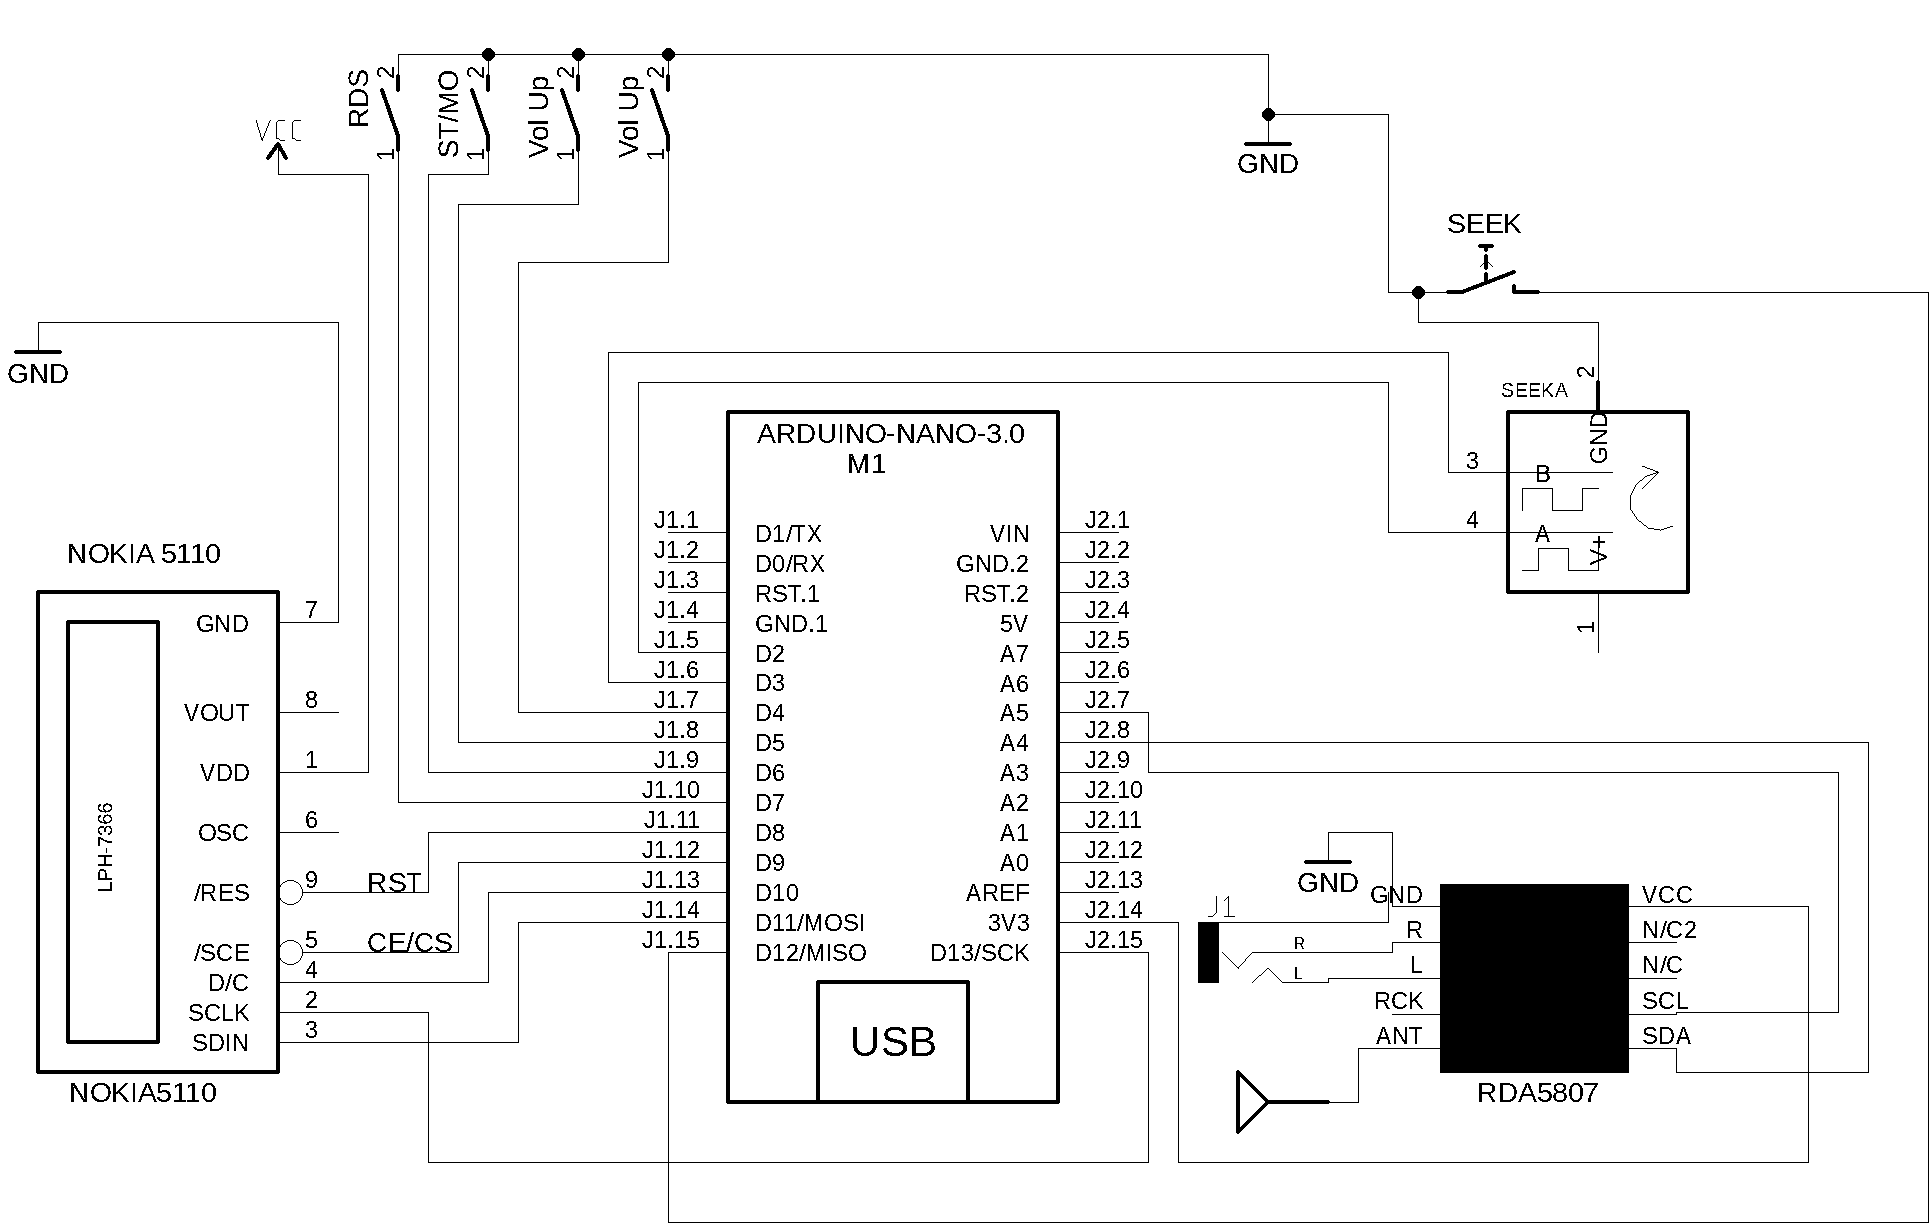 RDS
2
1
ST/MO
2
1
Vol Up
2
1
Vol Up
2
1
VCC
GND
SEEK
GND
SEEKA
2
GND
3
B
4
A
V+
1
ARDUINO-NANO-3.0
M1
J1.1 D1/TX VIN J2.1
J1.2 D0/RX GND.2 J2.2
J1.3 RST.1 RST.2 J2.3
J1.4 GND.1 5V J2.4
J1.5 D2 A7 J2.5
J1.6 D3 A6 J2.6
J1.7 D4 A5 J2.7
J1.8 D5 A4 J2.8
J1.9 D6 A3 J2.9
J1.10 D7 A2 J2.10
J1.11 D8 A1 J2.11
J1.12 D9 A0 J2.12
J1.13 D10 AREF J2.13
J1.14 D11/MOSI 3V3 J2.14
J1.15 D12/MISO D13/SCK J2.15
USB
NOKIA 5110
LPH-7366
GND 7
VOUT 8
VDD 1
OSC 6
/RES 9 RST
/SCE 5 CE/CS
D/C 4
SCLK 2
SDIN 3
NOKIA5110
GND
J1
R
L
GND VCC
R N/C2
L N/C
RCK SCL
ANT SDA
RDA5807